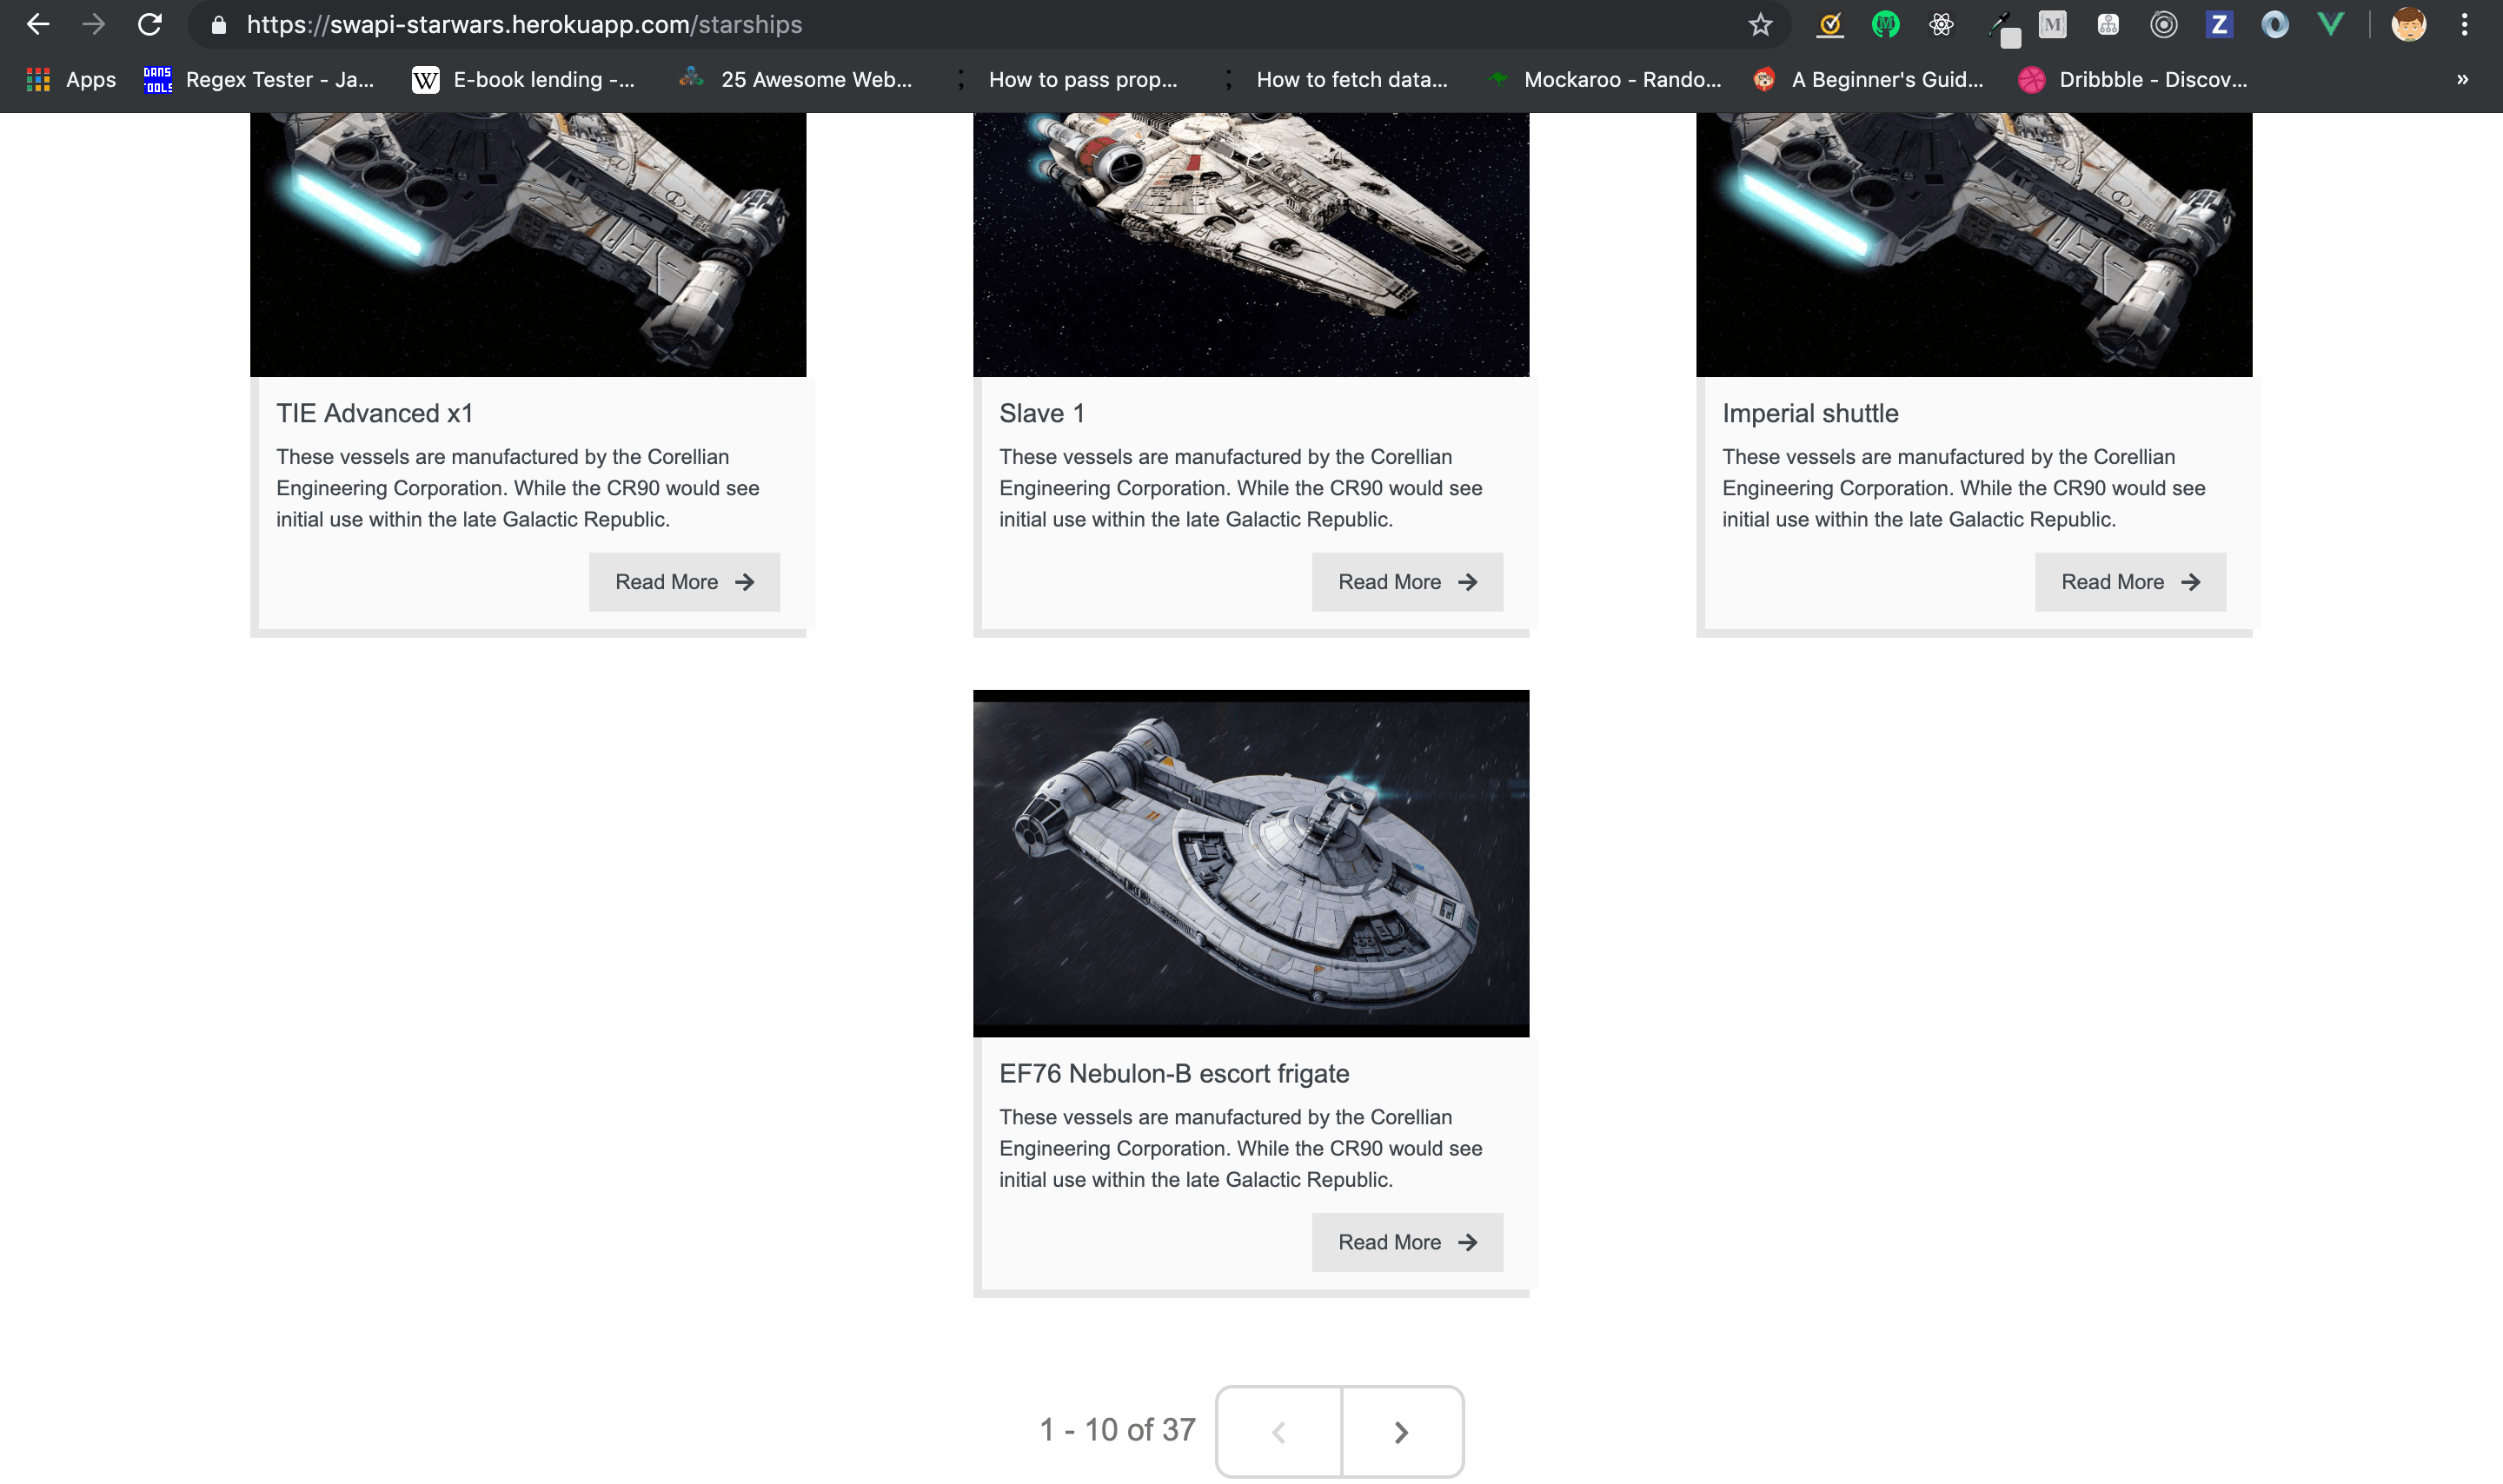 https://swapi-starwars.herokuapp.com/starships
M
Z
Apps
DANS TOOLS
Regex Tester - Ja...
W
E-book lending -...
25 Awesome Web...
How to pass prop...
How to fetch data...
Mockaroo - Rando...
A Beginner's Guid...
Dribbble - Discov...
»
TIE Advanced x1
These vessels are manufactured by the Corellian
Engineering Corporation. While the CR90 would see
initial use within the late Galactic Republic.
Read More
Slave 1
These vessels are manufactured by the Corellian
Engineering Corporation. While the CR90 would see
initial use within the late Galactic Republic.
Read More
Imperial shuttle
These vessels are manufactured by the Corellian
Engineering Corporation. While the CR90 would see
initial use within the late Galactic Republic.
Read More
EF76 Nebulon-B escort frigate
These vessels are manufactured by the Corellian
Engineering Corporation. While the CR90 would see
initial use within the late Galactic Republic.
Read More
1 - 10 of 37